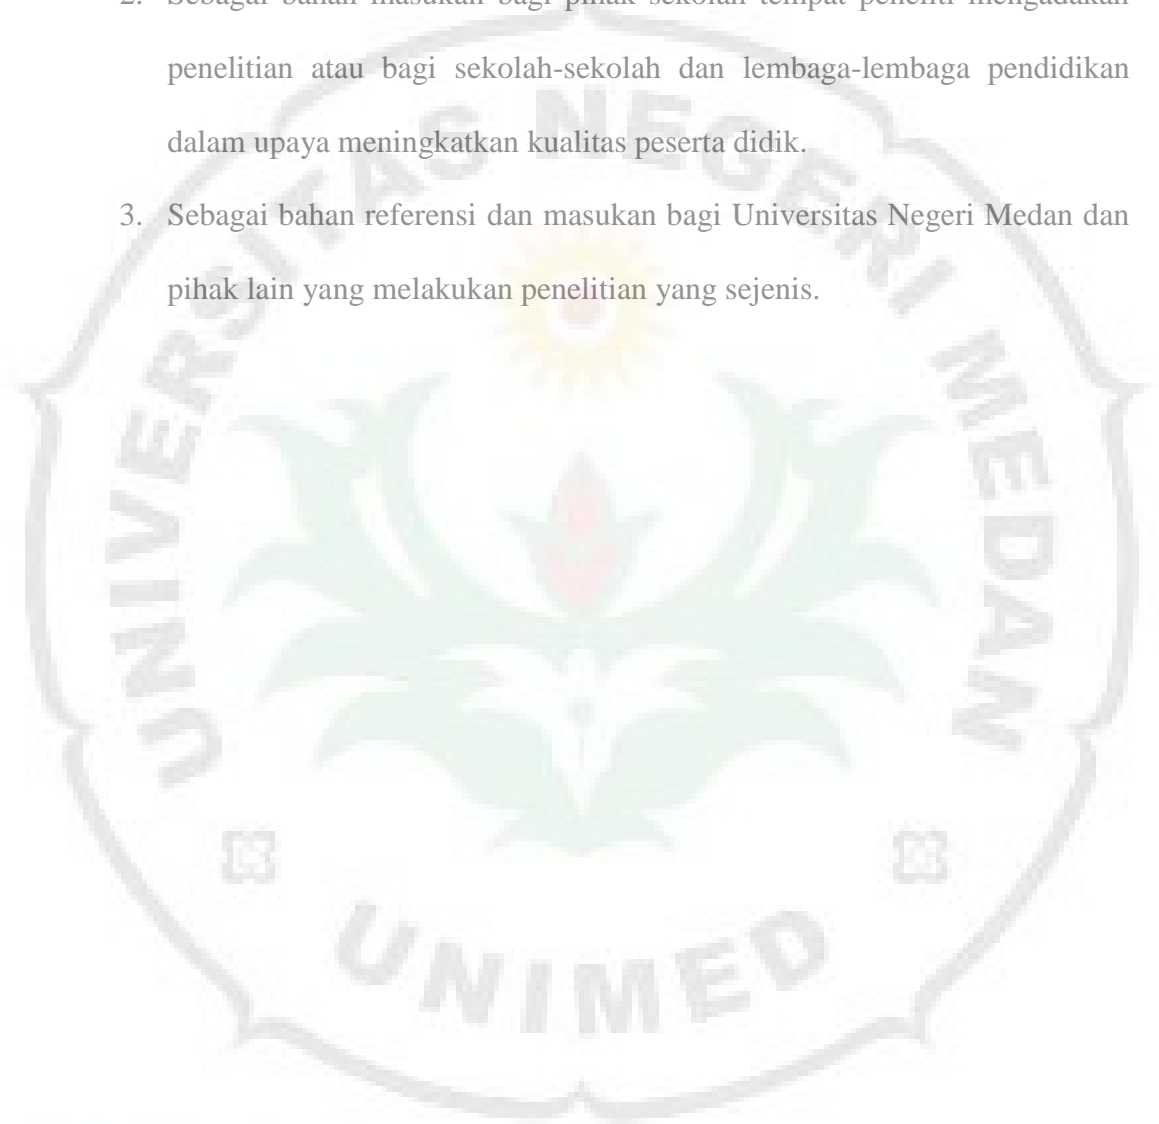 2. Sebagai bahan masukan bagi pihak sekolah tempat peneliti mengadakan
penelitian atau bagi sekolah-sekolah dan lembaga-lembaga pendidikan
dalam upaya meningkatkan kualitas peserta didik.
3. Sebagai bahan referensi dan masukan bagi Universitas Negeri Medan dan
pihak lain yang melakukan penelitian yang sejenis.
UNIVERSITAS NEGERI MEDAN
UNIMED